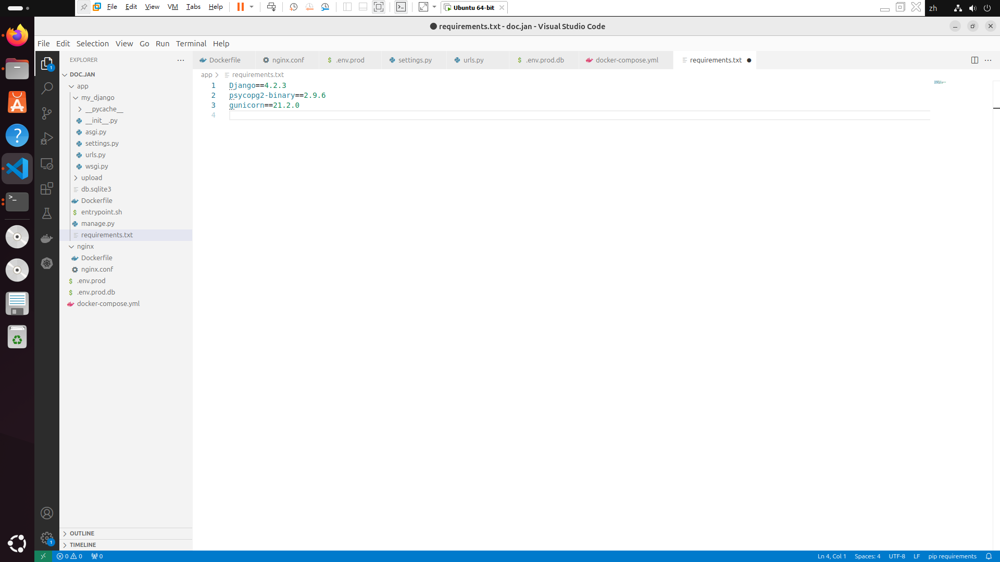 File Edit View VM Tabs Help Ubuntu 64-bit zh
requirements.txt - doc.jan - Visual Studio Code
File Edit Selection View Go Run Terminal Help
EXPLORER
DOC.JAN
app
my_django
__pycache__
__init__.py
asgi.py
settings.py
urls.py
wsgi.py
upload
db.sqlite3
Dockerfile
entrypoint.sh
manage.py
requirements.txt
nginx
Dockerfile
nginx.conf
.env.prod
.env.prod.db
docker-compose.yml
OUTLINE
TIMELINE
Dockerfile nginx.conf .env.prod settings.py urls.py .env.prod.db docker-compose.yml requirements.txt
app requirements.txt
1 Django==4.2.3
2 psycopg2-binary==2.9.6
3 gunicorn==21.2.0
4
1
1
0 0 0 Ln 4, Col 1 Spaces: 4 UTF-8 LF pip requirements